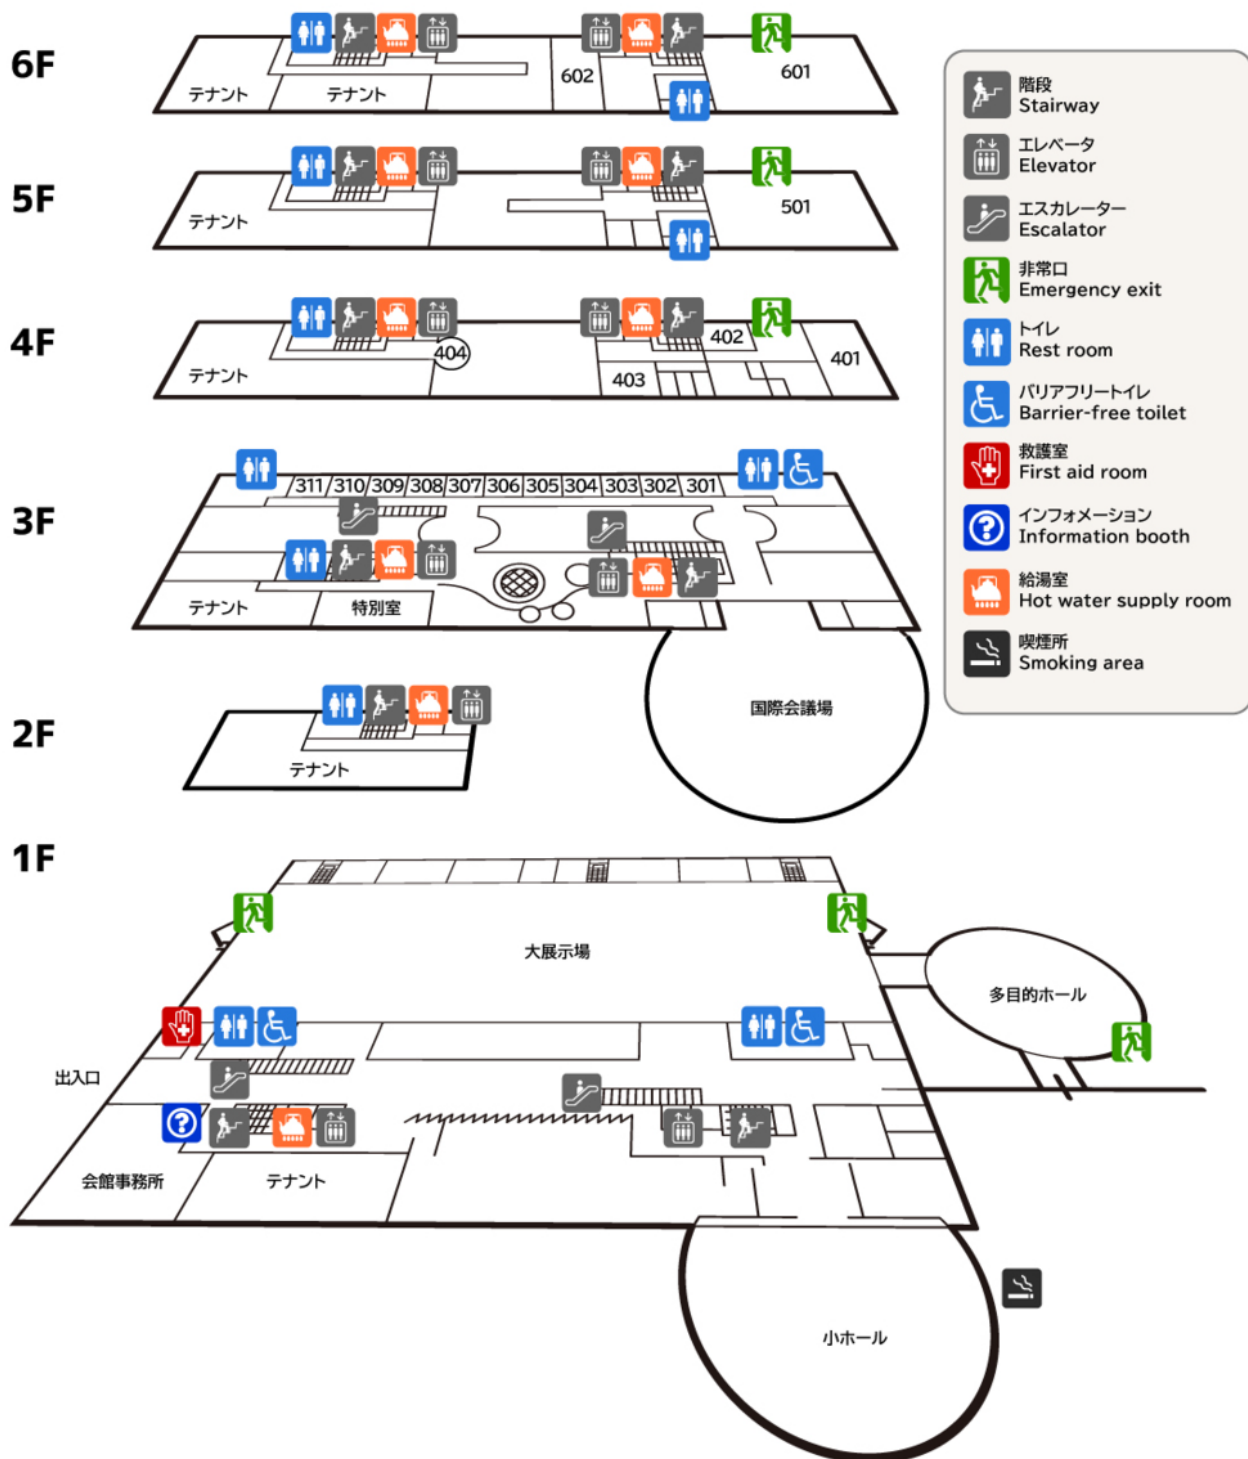 6F
テナント
テナント
602
601
5F
テナント
501
4F
テナント
404
403
402
401
3F
311
310
309
308
307
306
305
304
303
302
301
テナント
特別室
国際会議場
2F
テナント
1F
大展示場
多目的ホール
出入口
会館事務所
テナント
小ホール
階段
Stairway
エレベータ
Elevator
エスカレーター
Escalator
非常口
Emergency exit
トイレ
Rest room
バリアフリートイレ
Barrier-free toilet
救護室
First aid room
インフォメーション
Information booth
給湯室
Hot water supply room
喫煙所
Smoking area